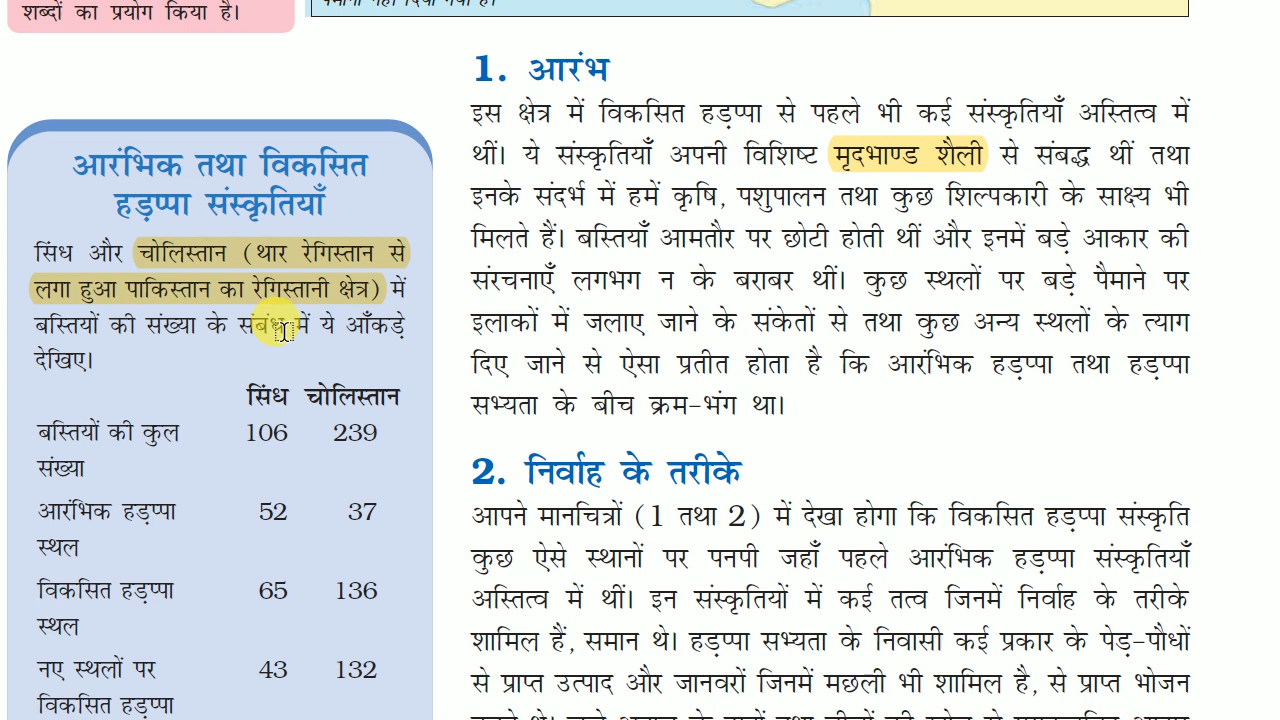 शब्दों का प्रयोग किया है।
पैमाना नहीं दिया गया है।
आरंभिक तथा विकसित
हड़प्पा संस्कृतियाँ
सिंध और चोलिस्तान (थार रेगिस्तान से
लगा हुआ पाकिस्तान का रेगिस्तानी क्षेत्र) में
बस्तियों की संख्या के संबंध में ये आँकड़े
देखिए।
सिंध चोलिस्तान
बस्तियों की कुल 106 239
संख्या
आरंभिक हड़प्पा 52 37
स्थल
विकसित हड़प्पा 65 136
स्थल
नए स्थलों पर 43 132
विकसित हड़प्पा
1. आरंभ
इस क्षेत्र में विकसित हड़प्पा से पहले भी कई संस्कृतियाँ अस्तित्व में
थीं। ये संस्कृतियाँ अपनी विशिष्ट मृदभाण्ड शैली से संबद्ध थीं तथा
इनके संदर्भ में हमें कृषि, पशुपालन तथा कुछ शिल्पकारी के साक्ष्य भी
मिलते हैं। बस्तियाँ आमतौर पर छोटी होती थीं और इनमें बड़े आकार की
संरचनाएँ लगभग न के बराबर थीं। कुछ स्थलों पर बड़े पैमाने पर
इलाकों में जलाए जाने के संकेतों से तथा कुछ अन्य स्थलों के त्याग
दिए जाने से ऐसा प्रतीत होता है कि आरंभिक हड़प्पा तथा हड़प्पा
सभ्यता के बीच क्रम-भंग था।
2. निर्वाह के तरीके
आपने मानचित्रों (1 तथा 2) में देखा होगा कि विकसित हड़प्पा संस्कृति
कुछ ऐसे स्थानों पर पनपी जहाँ पहले आरंभिक हड़प्पा संस्कृतियाँ
अस्तित्व में थीं। इन संस्कृतियों में कई तत्व जिनमें निर्वाह के तरीके
शामिल हैं, समान थे। हड़प्पा सभ्यता के निवासी कई प्रकार के पेड़-पौधों
से प्राप्त उत्पाद और जानवरों जिनमें मछली भी शामिल है, से प्राप्त भोजन